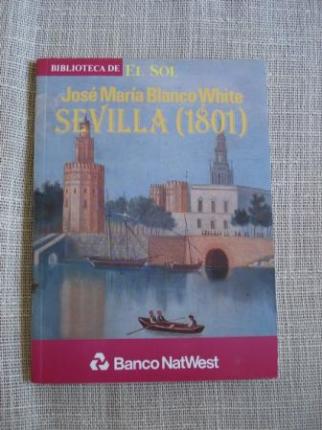 BIBLIOTECA DE EL SOL
José María Blanco White
SEVILLA (1801)
Banco NatWest